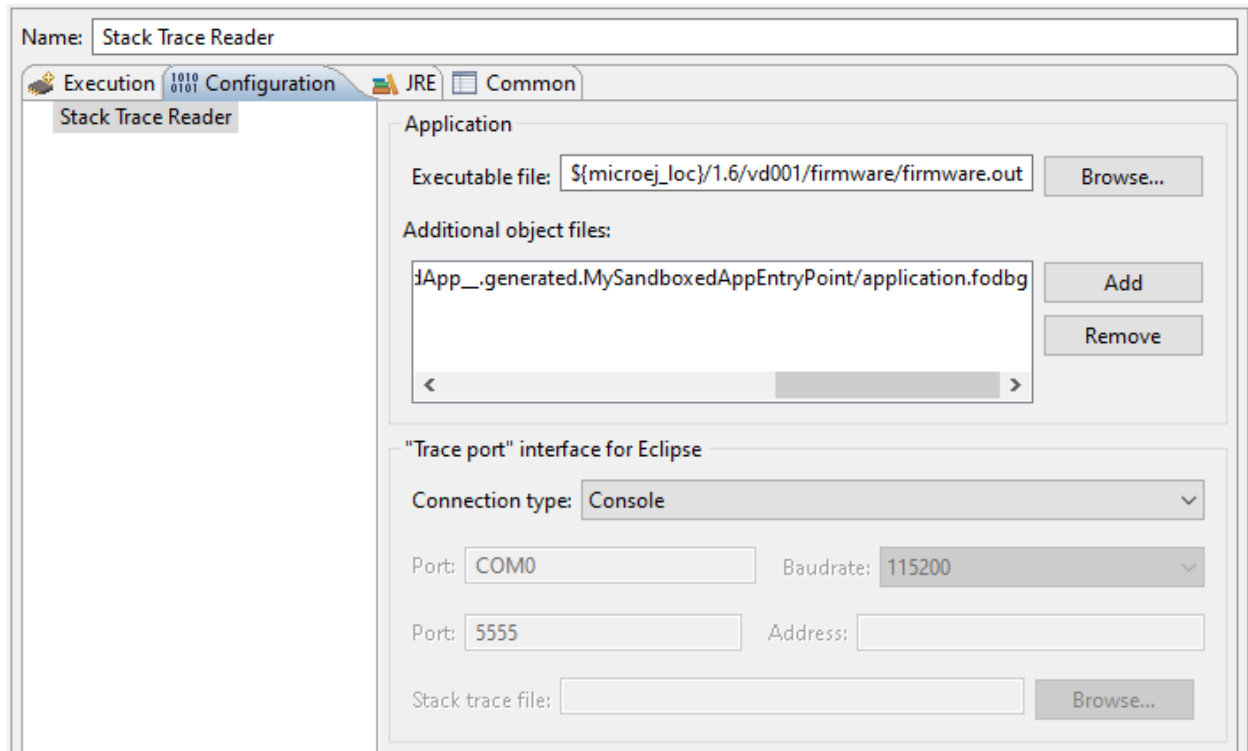 Name: Stack Trace Reader
Execution 1010 0101 Configuration JRE Common
Stack Trace Reader
Application
Executable file: ${microej_loc}/1.6/vd001/firmware/firmware.out Browse...
Additional object files:
dApp__.generated.MySandboxedAppEntryPoint/application.fodbg Add
Remove
"Trace port" interface for Eclipse
Connection type: Console
Port: COM0 Baudrate: 115200
Port: 5555 Address:
Stack trace file: Browse...